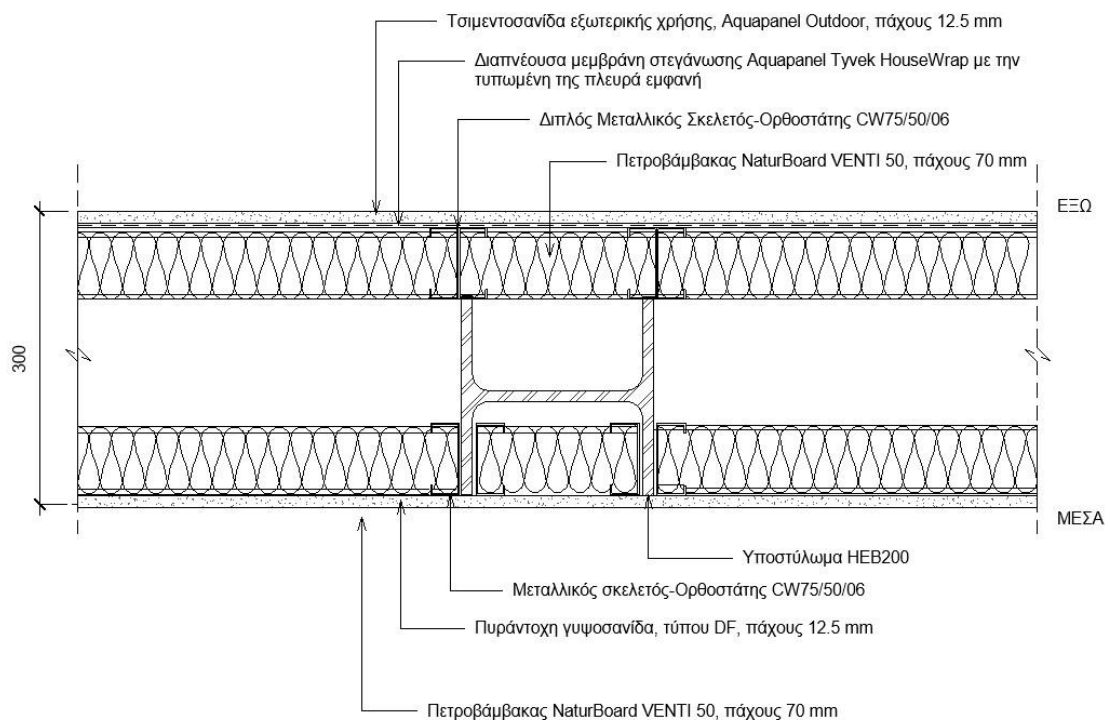 Τσιμεντοσανίδα εξωτερικής χρήσης, Aquapanel Outdoor, πάχους 12.5 mm
Διαπνέουσα μεμβράνη στεγάνωσης Aquapanel Tyvek HouseWrap με την
τυπωμένη της πλευρά εμφανή
Διπλός Μεταλλικός Σκελετός-Ορθοστάτης CW75/50/06
Πετροβάμβακας NaturBoard VENTI 50, πάχους 70 mm
ΕΞΩ
300
ΜΕΣΑ
Υποστύλωμα HEB200
Μεταλλικός σκελετός-Ορθοστάτης CW75/50/06
Πυράντοχη γυψοσανίδα, τύπου DF, πάχους 12.5 mm
Πετροβάμβακας NaturBoard VENTI 50, πάχους 70 mm